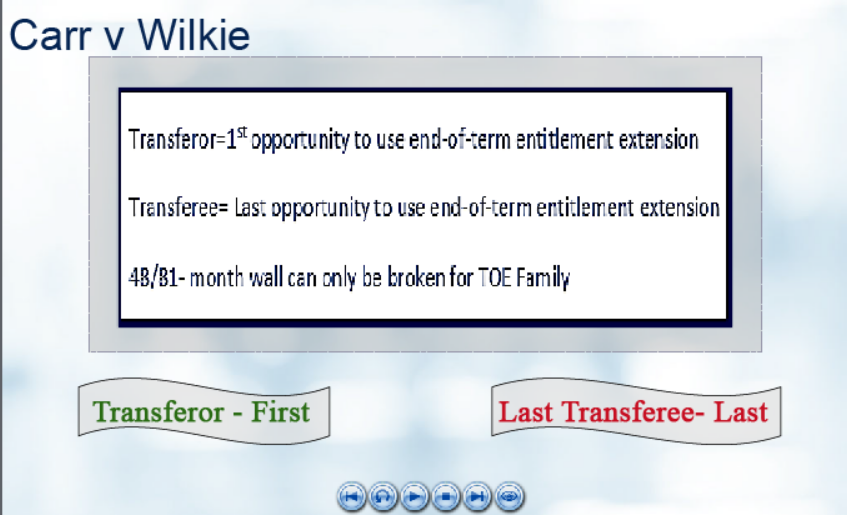 Carr v Wilkie
Transferor=1st opportunity to use end-of-term entitlement extension
Transferee= Last opportunity to use end-of-term entitlement extension
48/81- month wall can only be broken for TOE Family
Transferor - First
Last Transferee- Last